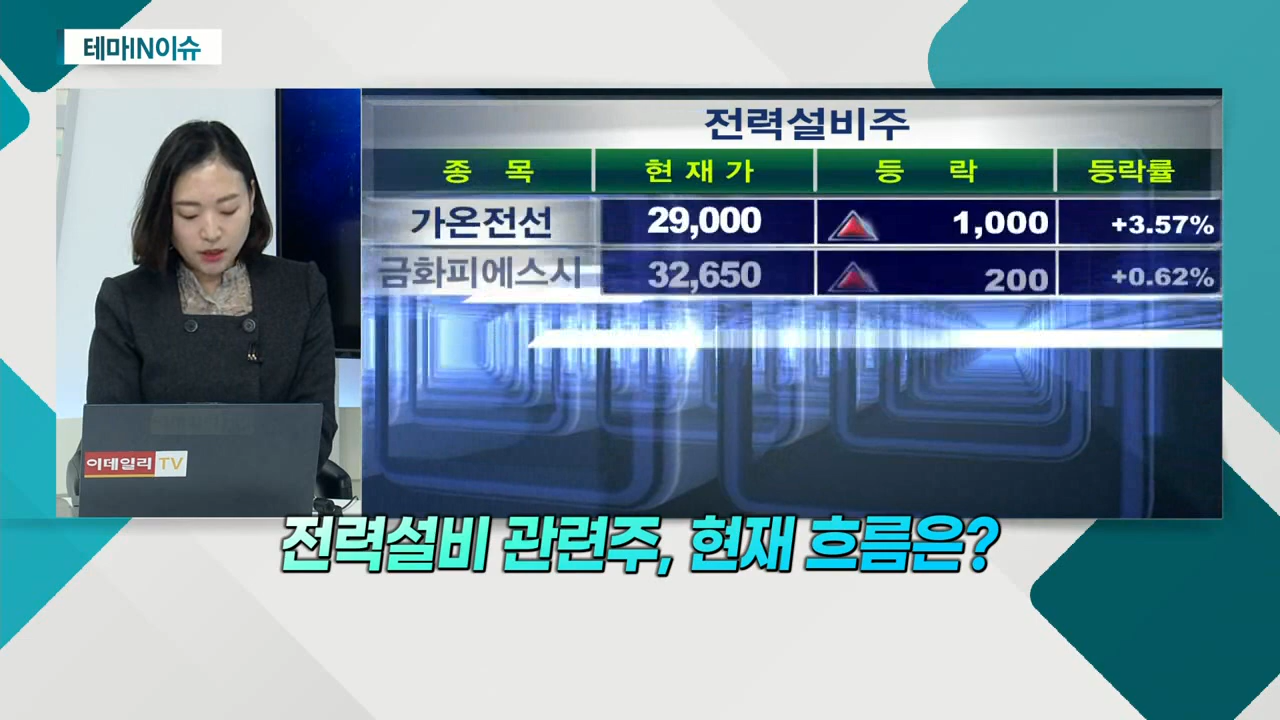 테마IN이슈
전력설비주
종 목 현재가 등 락 등락률
가온전선 29,000 1,000 +3.57%
금화피에스시 32,650 200 +0.62%
이데일리 TV
전력설비 관련주, 현재 흐름은?